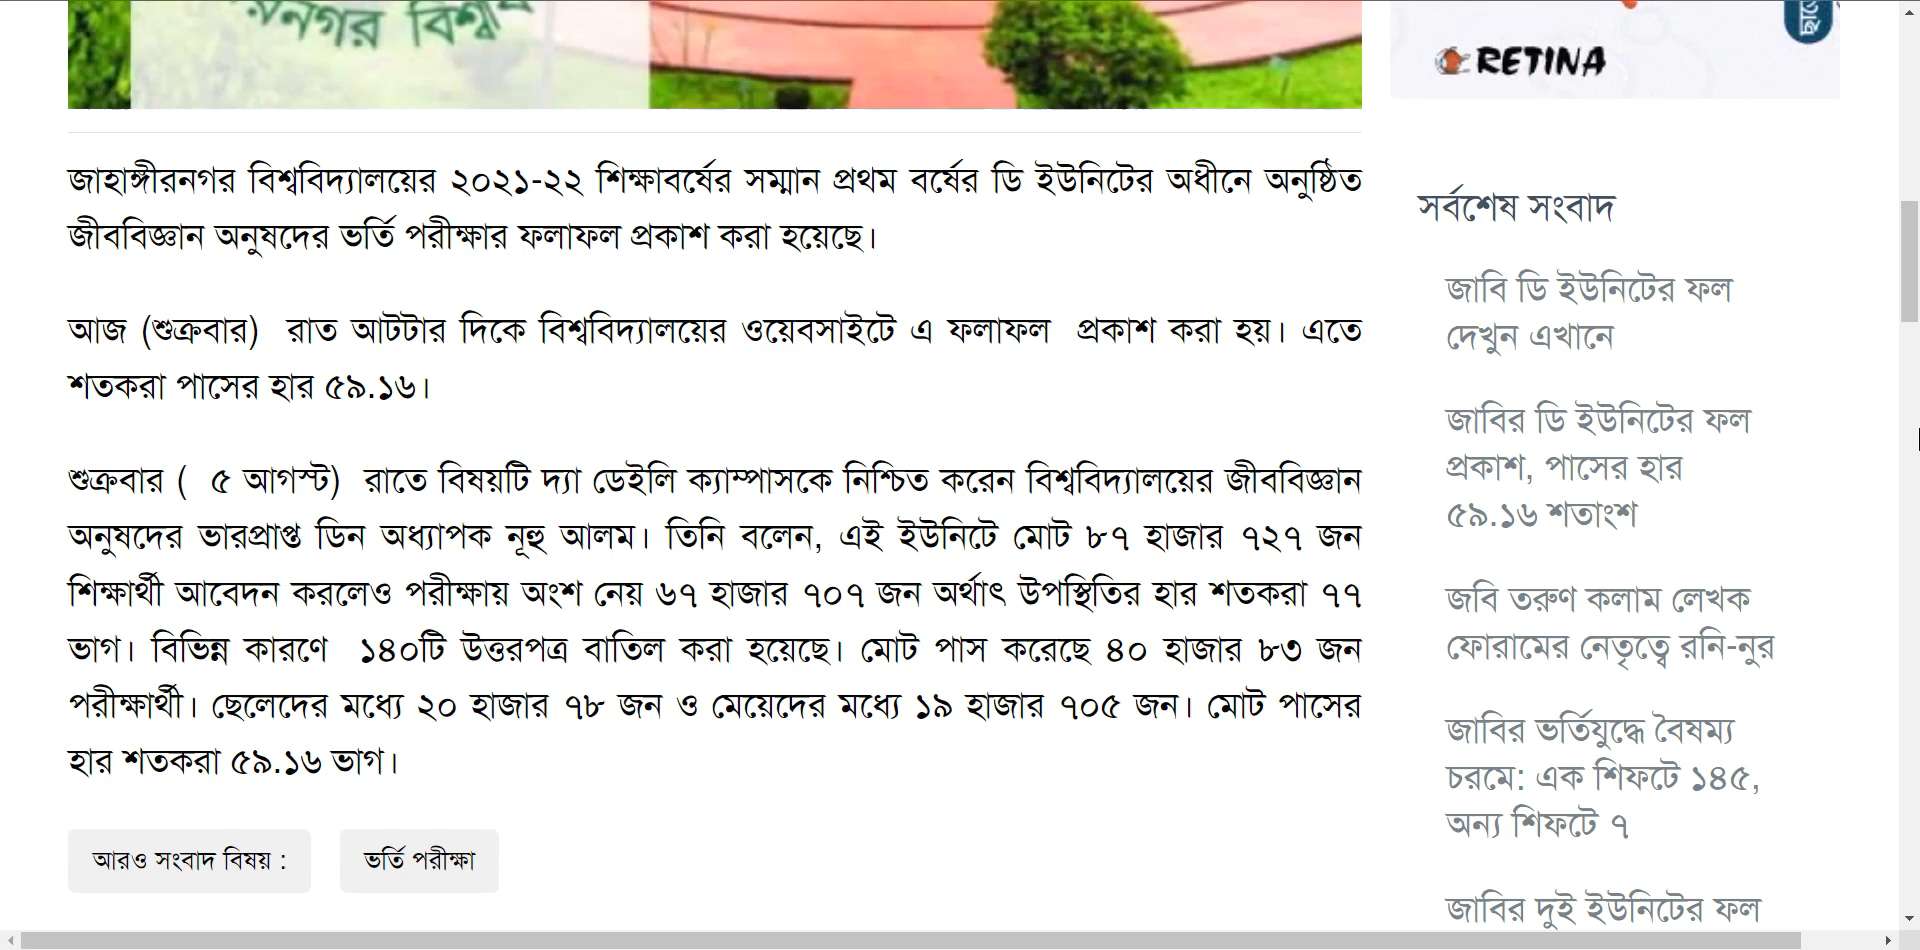 বিশ্ব
RETINA
জাহাঙ্গীরনগর বিশ্ববিদ্যালয়ের ২০২১-২২ শিক্ষাবর্ষের সম্মান প্রথম বর্ষের ডি ইউনিটের অধীনে অনুষ্ঠিত
জীববিজ্ঞান অনুষদের ভর্তি পরীক্ষার ফলাফল প্রকাশ করা হয়েছে।
আজ (শুক্রবার) রাত আটটার দিকে বিশ্ববিদ্যালয়ের ওয়েবসাইটে এ ফলাফল প্রকাশ করা হয়। এতে
শতকরা পাসের হার ৫৯.১৬।
শুক্রবার ( ৫ আগস্ট) রাতে বিষয়টি দ্যা ডেইলি ক্যাম্পাসকে নিশ্চিত করেন বিশ্ববিদ্যালয়ের জীববিজ্ঞান
অনুষদের ভারপ্রাপ্ত ডিন অধ্যাপক নূহু আলম। তিনি বলেন, এই ইউনিটে মোট ৮৭ হাজার ৭২৭ জন
শিক্ষার্থী আবেদন করলেও পরীক্ষায় অংশ নেয় ৬৭ হাজার ৭০৭ জন অর্থাৎ উপস্থিতির হার শতকরা ৭৭
ভাগ। বিভিন্ন কারণে ১৪০টি উত্তরপত্র বাতিল করা হয়েছে। মোট পাস করেছে ৪০ হাজার ৮৩ জন
পরীক্ষার্থী। ছেলেদের মধ্যে ২০ হাজার ৭৮ জন ও মেয়েদের মধ্যে ১৯ হাজার ৭০৫ জন। মোট পাসের
হার শতকরা ৫৯.১৬ ভাগ।
আরও সংবাদ বিষয় :
ভর্তি পরীক্ষা
সর্বশেষ সংবাদ
জাবি ডি ইউনিটের ফল
দেখুন এখানে
জাবির ডি ইউনিটের ফল
প্রকাশ, পাসের হার
৫৯.১৬ শতাংশ
জবি তরুণ কলাম লেখক
ফোরামের নেতৃত্বে রনি-নুর
জাবির ভর্তিযুদ্ধে বৈষম্য
চরমে: এক শিফটে ১৪৫,
অন্য শিফটে ৭
জাবির দুই ইউনিটের ফল